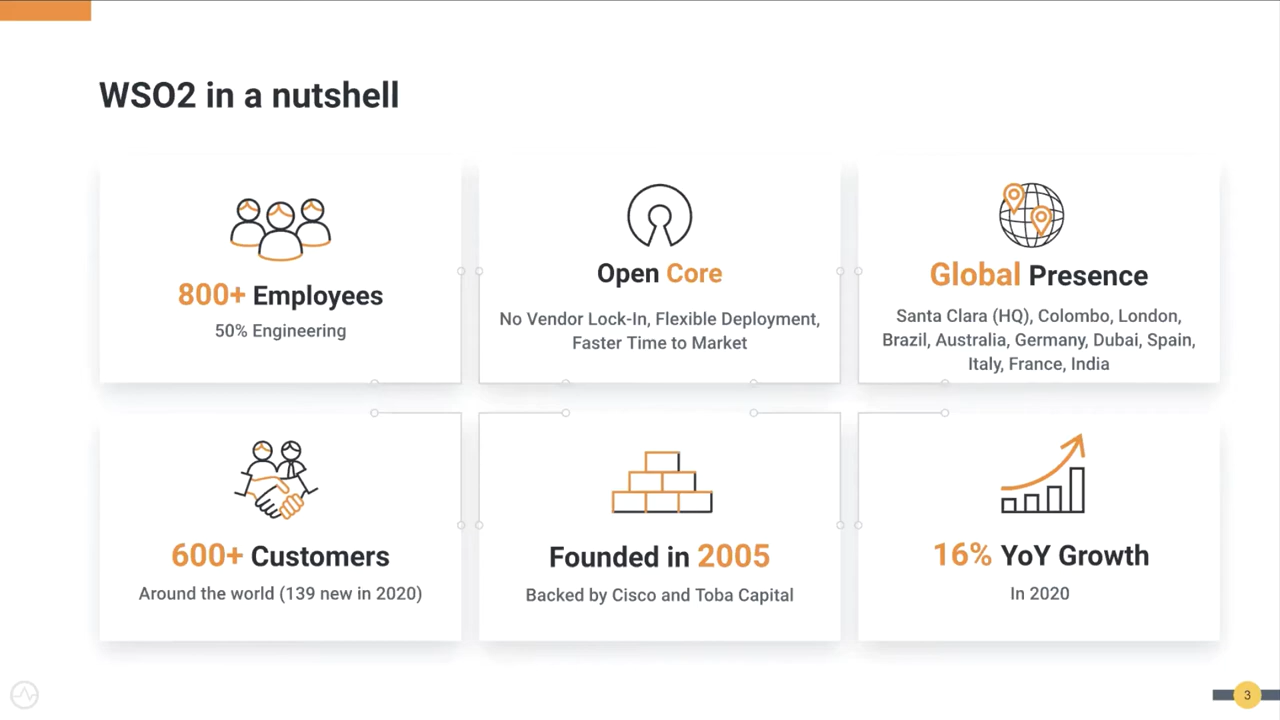 WSO2 in a nutshell
800+ Employees
50% Engineering
Open Core
No Vendor Lock-In, Flexible Deployment,
Faster Time to Market
Global Presence
Santa Clara (HQ), Colombo, London,
Brazil, Australia, Germany, Dubai, Spain,
Italy, France, India
600+ Customers
Around the world (139 new in 2020)
Founded in 2005
Backed by Cisco and Toba Capital
16% YoY Growth
In 2020
3